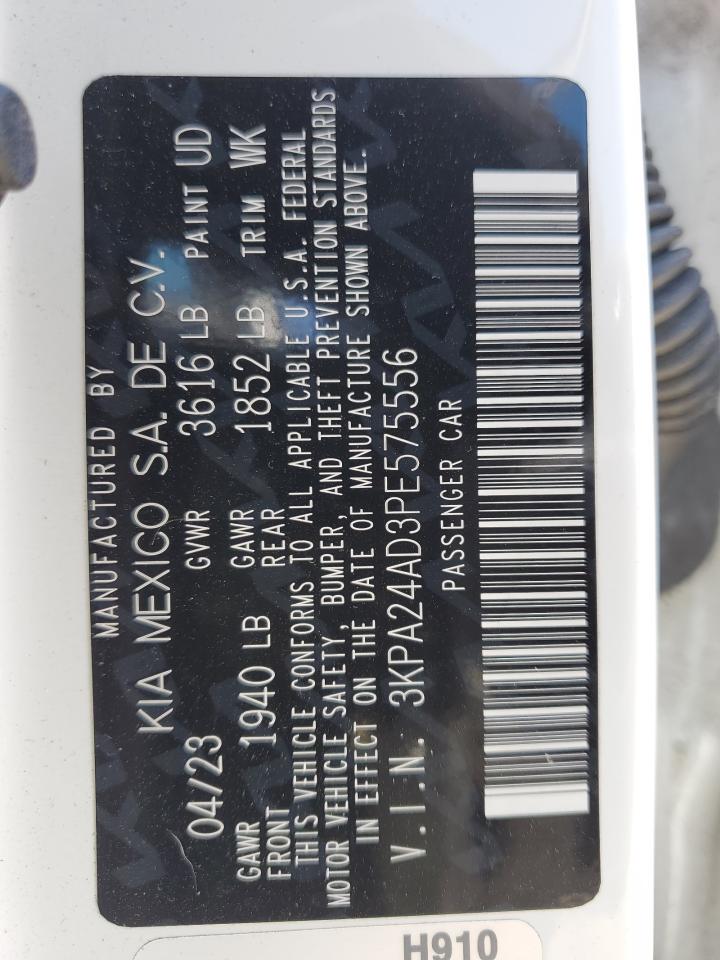 MANUFACTURED BY
KIA MEXICO S.A. DE C.V.
04/23 GVWR 3616 LB PAINT UD
GAWR FRONT 1940 LB GAWR REAR 1852 LB TRIM WK
THIS VEHICLE CONFORMS TO ALL APPLICABLE U.S.A. FEDERAL
MOTOR VEHICLE SAFETY, BUMPER, AND THEFT PREVENTION STANDARDS
IN EFFECT ON THE DATE OF MANUFACTURE SHOWN ABOVE.
V.I.N. 3KPA24AD3PE575556
PASSENGER CAR
H910